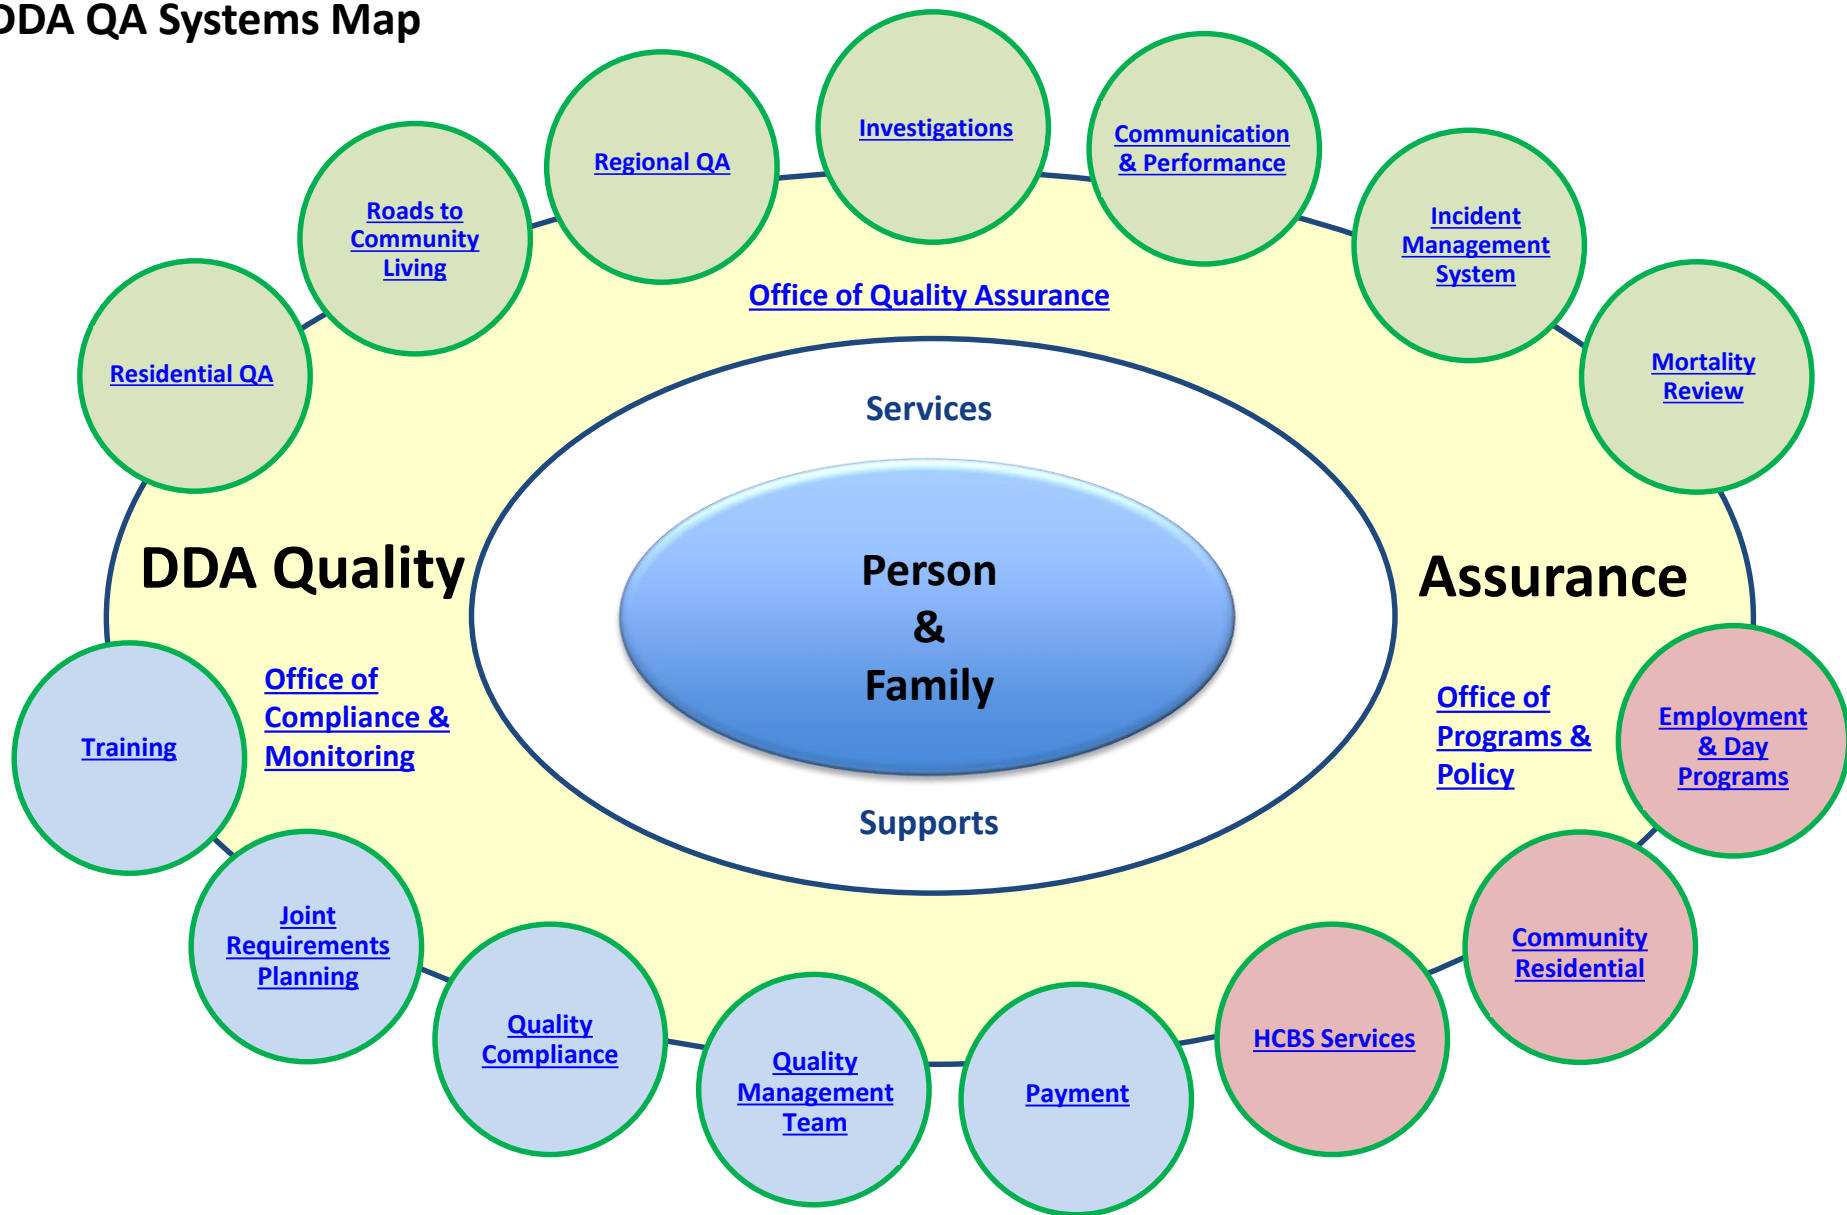 DDA QA Systems Map
Investigations
Communication
& Performance
Regional QA
Roads to
Community
Living
Incident
Management
System
Office of Quality Assurance
Residential QA
Mortality
Review
Services
DDA Quality
Assurance
Person
&
Family
Office of
Compliance &
Monitoring
Training
Office of
Programs &
Policy
Employment
& Day
Programs
Supports
Joint
Requirements
Planning
Community
Residential
Quality
Compliance
HCBS Services
Quality
Management
Team
Payment